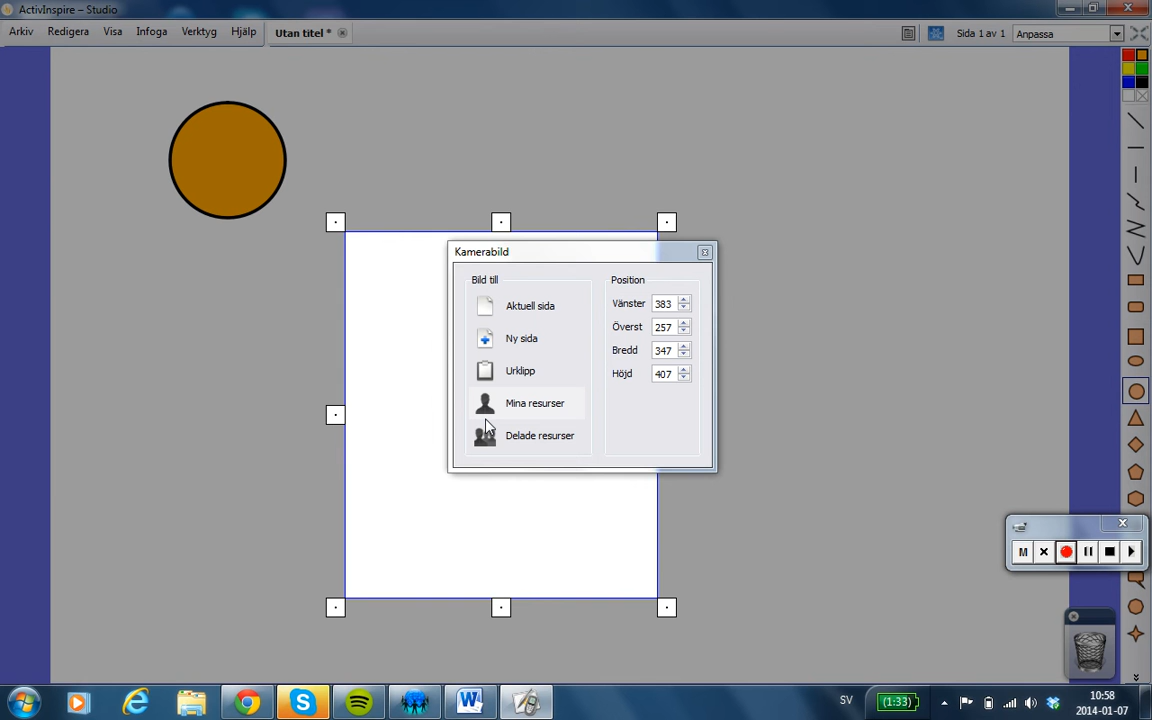 ActivInspire – Studio
Arkiv Redigera Visa Infoga Verktyg Hjälp Utan titel * Sida 1 av 1 Anpassa
Kamerabild
Bild till Position
Aktuell sida Vänster 383
Ny sida Överst 257
Urklipp Bredd 347
Mina resurser Höjd 407
Delade resurser
M
SV (1:33) 10:58
2014-01-07